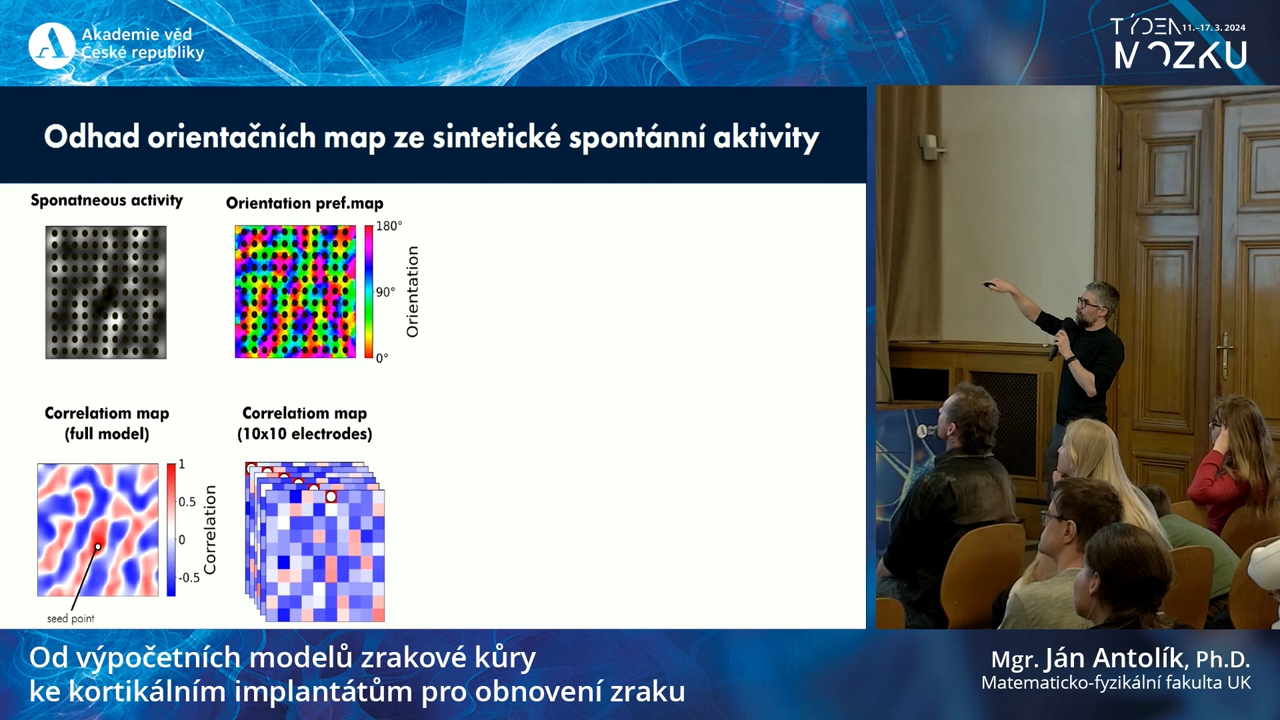 Akademie věd
České republiky
TÝDEN 11.–17. 3. 2024
MOZKU
Odhad orientačních map ze sintetické spontánní aktivity
Sponatneous activity
Orientation pref.map
180°
90°
0°
Orientation
Correlatiom map
(full model)
1
0.5
0
-0.5
Correlation
seed point
Correlatiom map
(10x10 electrodes)
Od výpočetních modelů zrakové kůry
ke kortikálním implantátům pro obnovení zraku
Mgr. Ján Antolík, Ph.D.
Matematicko-fyzikální fakulta UK